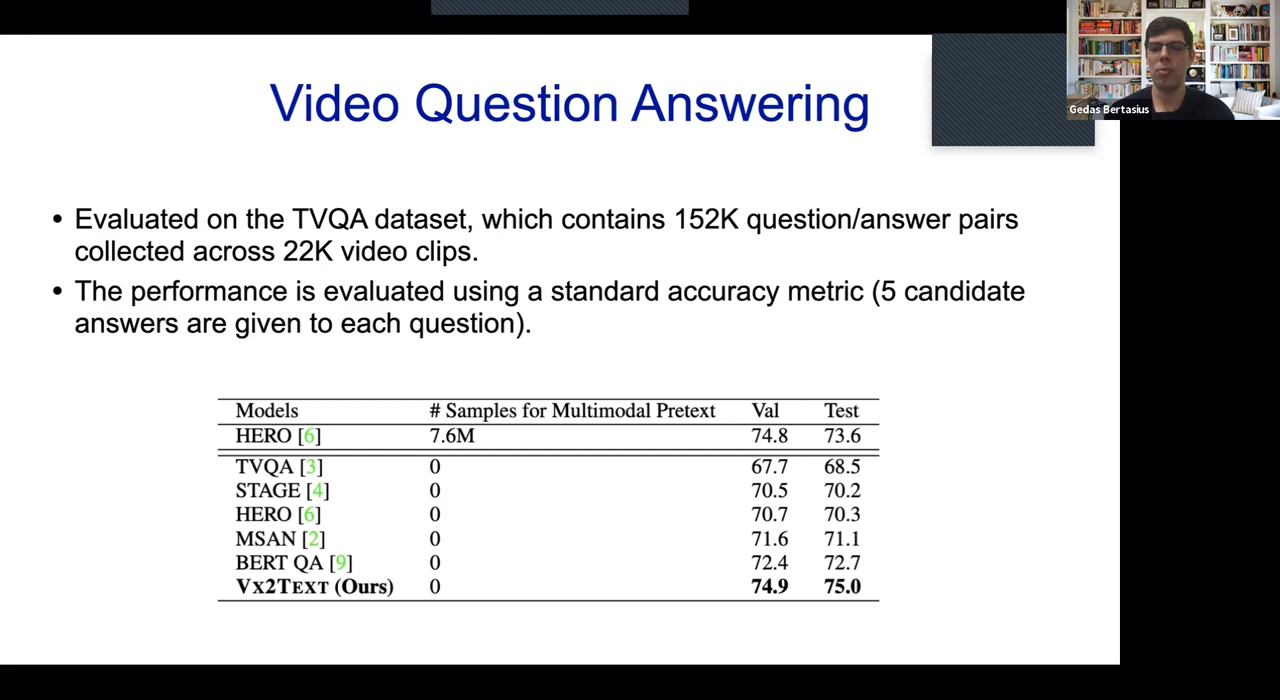 Video Question Answering
Gedas Bertasius
• Evaluated on the TVQA dataset, which contains 152K question/answer pairs
collected across 22K video clips.
• The performance is evaluated using a standard accuracy metric (5 candidate
answers are given to each question).
Models # Samples for Multimodal Pretext Val Test
HERO [6] 7.6M 74.8 73.6
TVQA [3] 0 67.7 68.5
STAGE [4] 0 70.5 70.2
HERO [6] 0 70.7 70.3
MSAN [2] 0 71.6 71.1
BERT QA [9] 0 72.4 72.7
VX2TEXT (Ours) 0 74.9 75.0